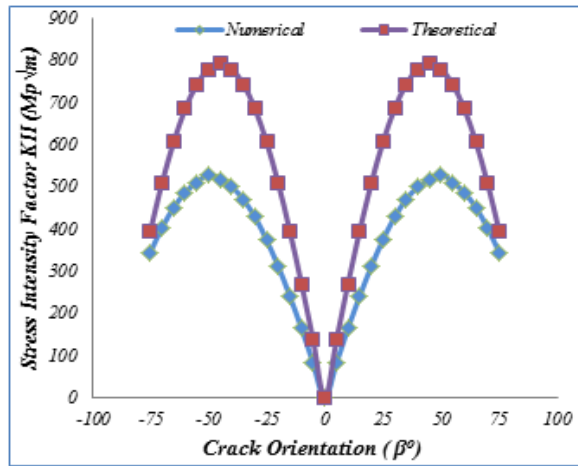 Numerical Theoretical
Stress Intensity Factor KII (Mp√m)
900
800
700
600
500
400
300
200
100
0
-100 -75 -50 -25 0 25 50 75 100
Crack Orientation ( β°)